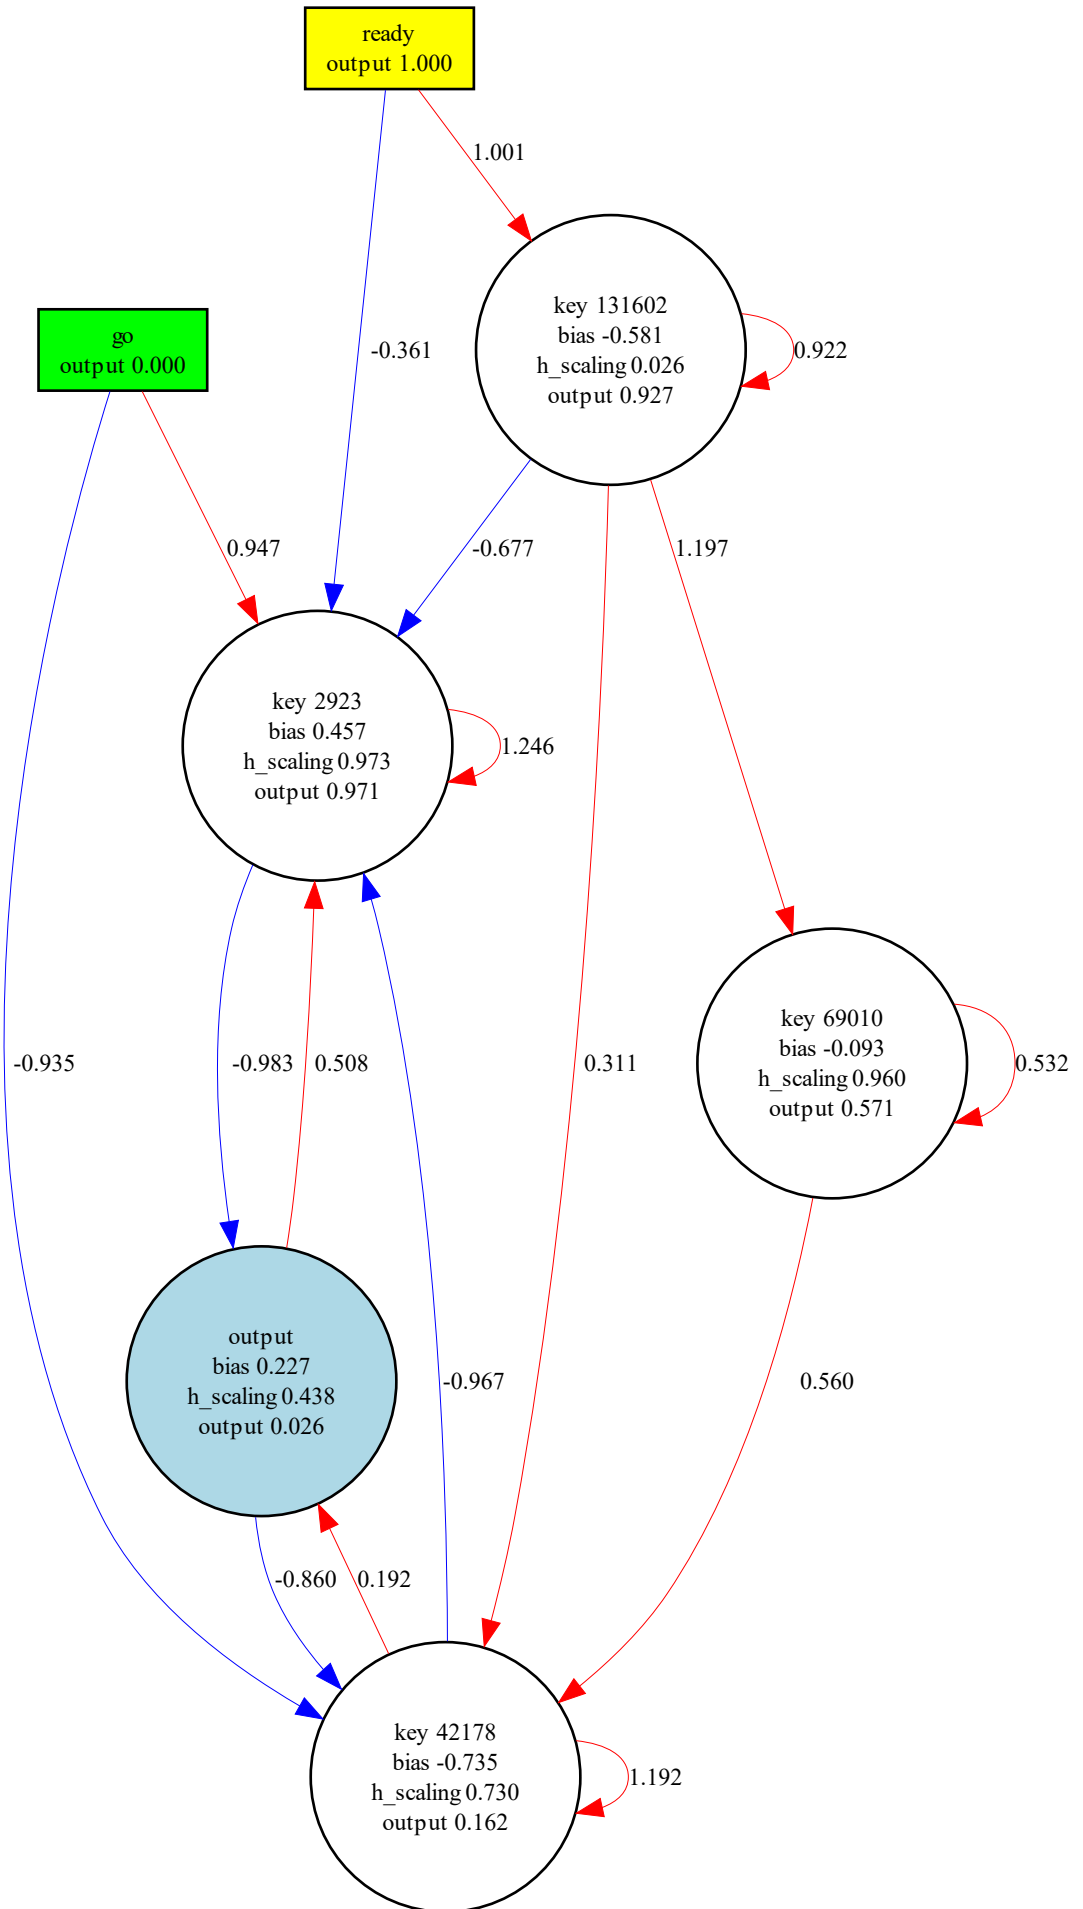 ready
output 1.000
1.001
key 131602
bias -0.581
h_scaling 0.026
output 0.927
0.922
go
output 0.000
-0.361
0.947
-0.677
1.197
key 2923
bias 0.457
h_scaling 0.973
output 0.971
1.246
key 69010
bias -0.093
h_scaling 0.960
output 0.571
0.532
-0.935
-0.983
0.508
0.311
output
bias 0.227
h_scaling 0.438
output 0.026
-0.967
0.560
-0.860
0.192
key 42178
bias -0.735
h_scaling 0.730
output 0.162
1.192